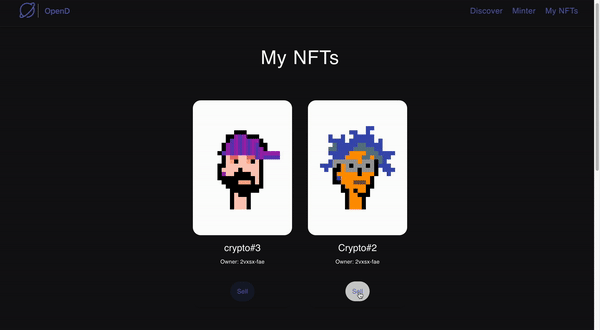 OpenD
Discover Minter My NFTs
My NFTs
crypto#3 Crypto#2
Owner: 2vxsx-fae Owner: 2vxsx-fae
Sell Sell